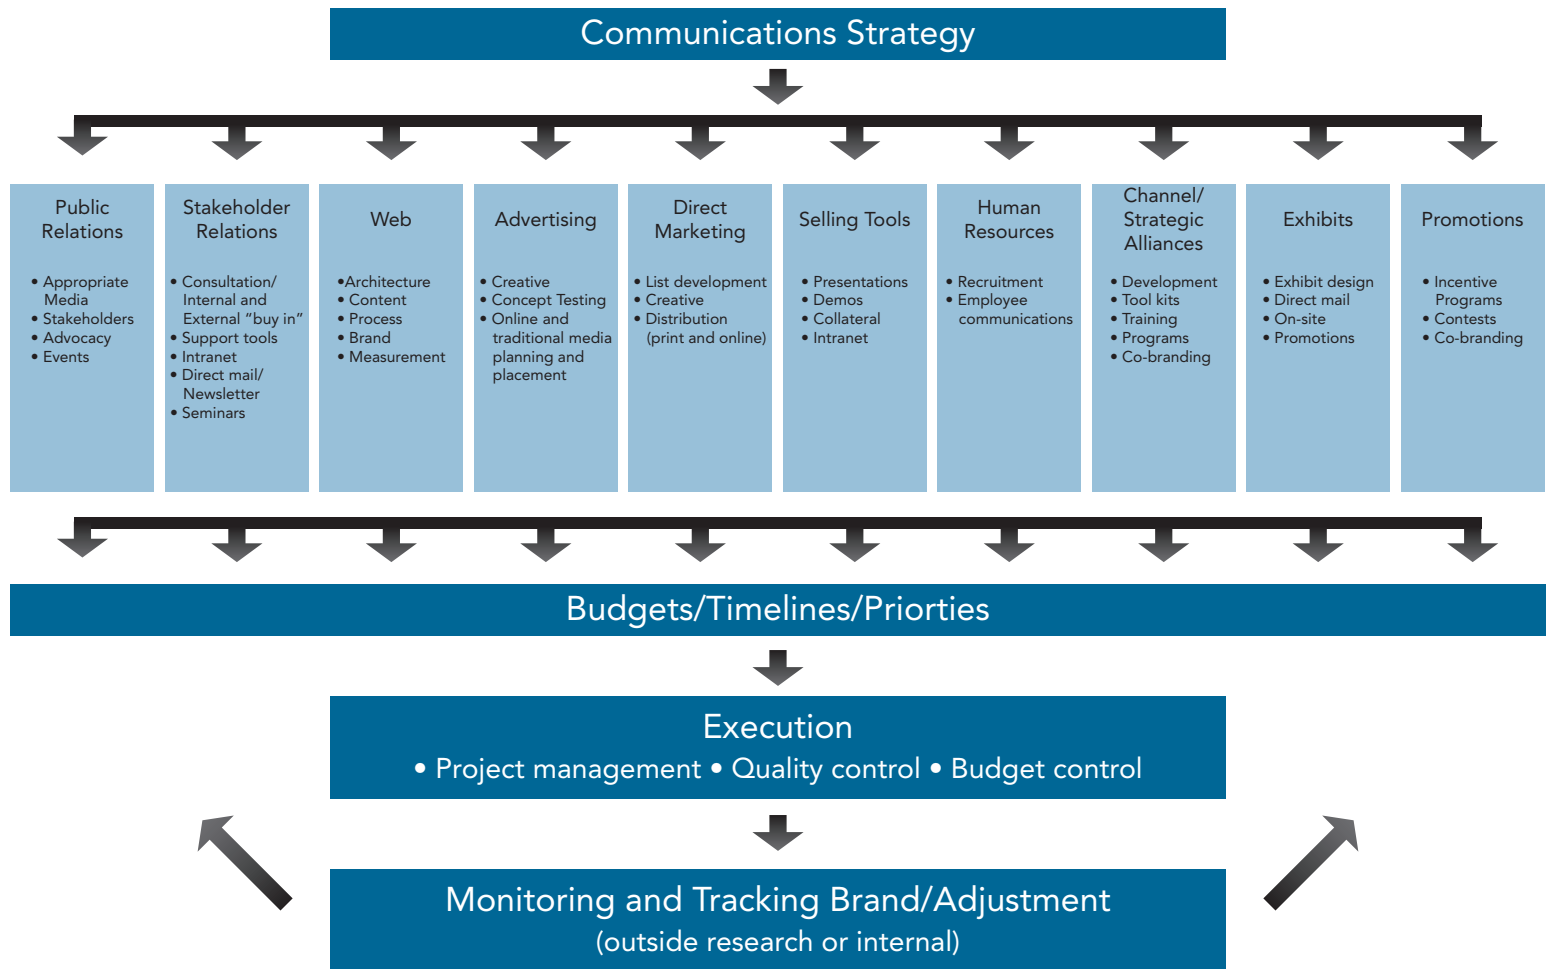 Communications Strategy
Public
Relations
• Appropriate
Media
• Stakeholders
• Advocacy
• Events
Stakeholder
Relations
• Consultation/
Internal and
External “buy in”
• Support tools
• Intranet
• Direct mail/
Newsletter
• Seminars
Web
•Architecture
• Content
• Process
• Brand
• Measurement
Advertising
• Creative
• Concept Testing
• Online and
traditional media
planning and
placement
Direct
Marketing
• List development
• Creative
• Distribution
(print and online)
Selling Tools
• Presentations
• Demos
• Collateral
• Intranet
Human
Resources
• Recruitment
• Employee
communications
Channel/
Strategic
Alliances
• Development
• Tool kits
• Training
• Programs
• Co-branding
Exhibits
• Exhibit design
• Direct mail
• On-site
• Promotions
Promotions
• Incentive
Programs
• Contests
• Co-branding
Budgets/Timelines/Priorties
Execution
• Project management • Quality control • Budget control
Monitoring and Tracking Brand/Adjustment
(outside research or internal)